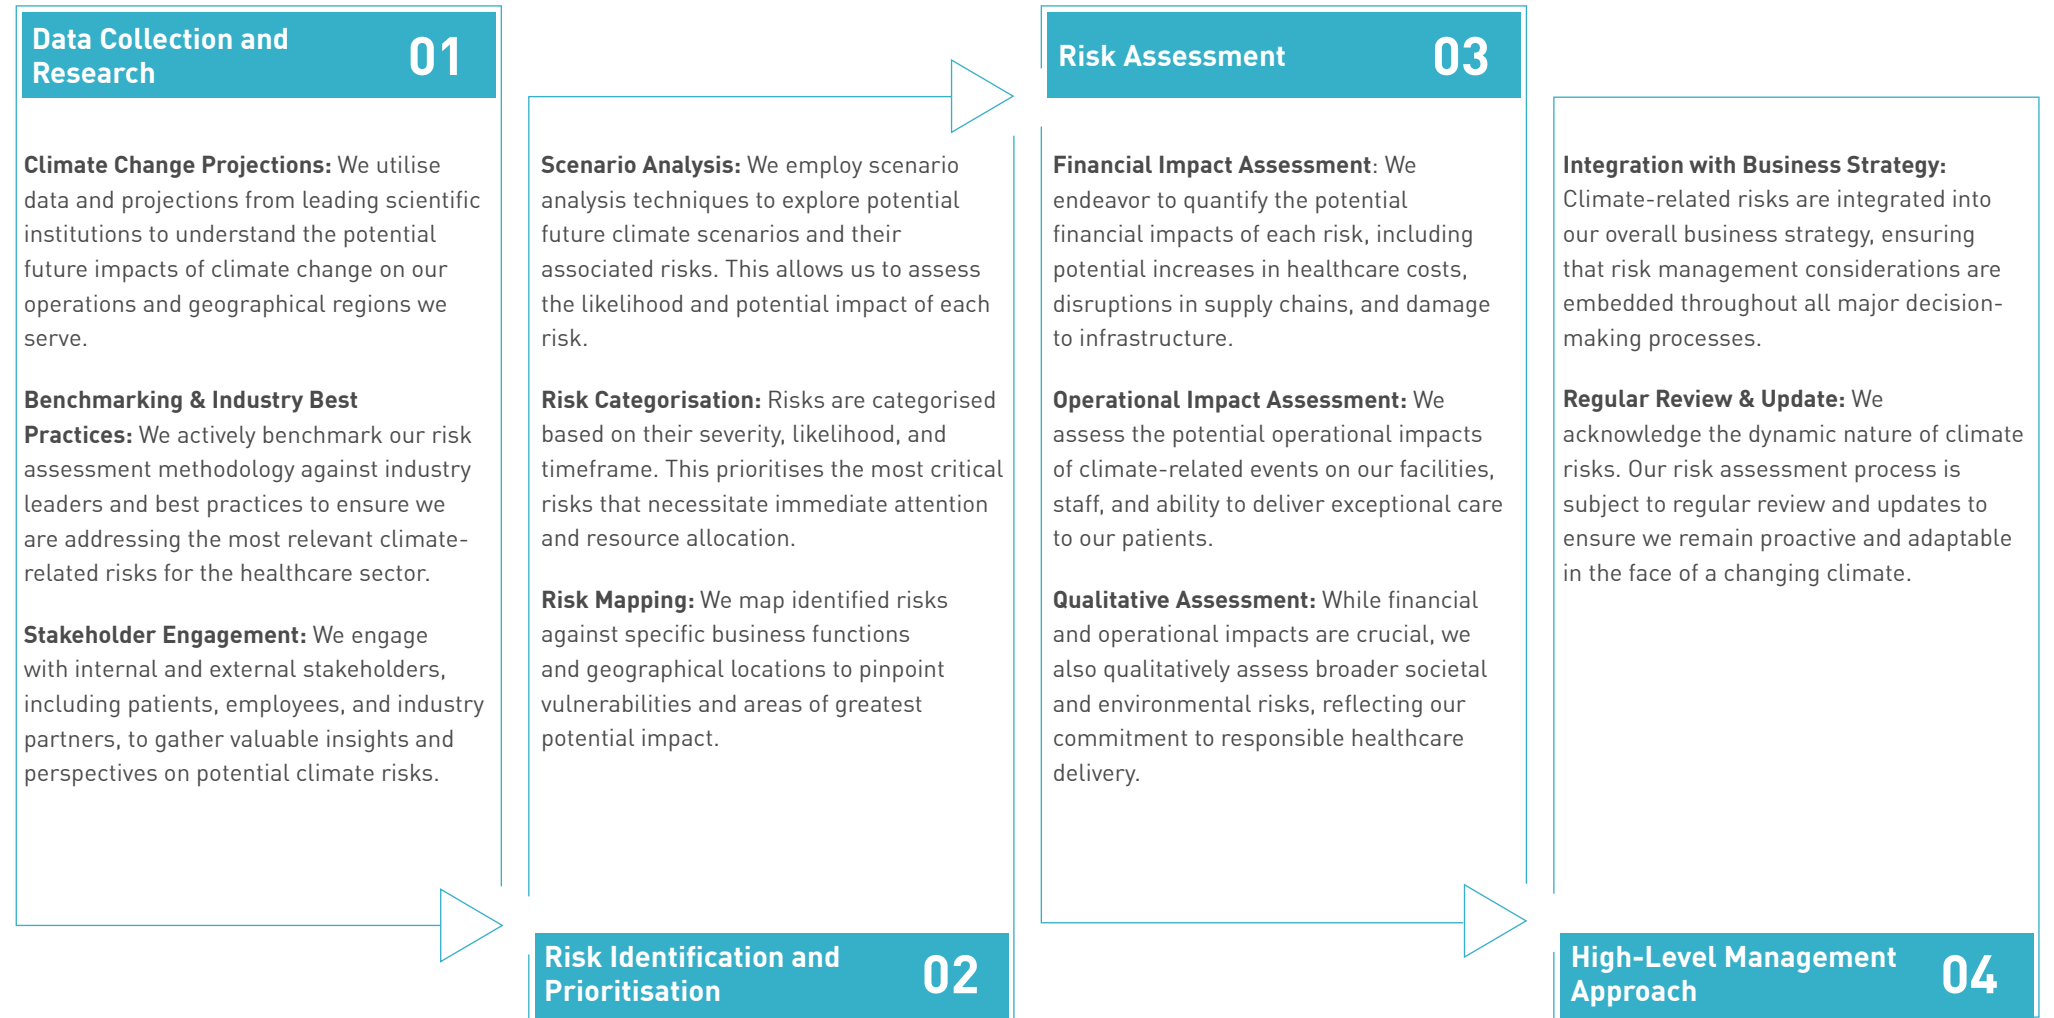 Data Collection and
Research
01
Climate Change Projections: We utilise
data and projections from leading scientific
institutions to understand the potential
future impacts of climate change on our
operations and geographical regions we
serve.
Benchmarking & Industry Best
Practices: We actively benchmark our risk
assessment methodology against industry
leaders and best practices to ensure we
are addressing the most relevant climate-
related risks for the healthcare sector.
Stakeholder Engagement: We engage
with internal and external stakeholders,
including patients, employees, and industry
partners, to gather valuable insights and
perspectives on potential climate risks.
Scenario Analysis: We employ scenario
analysis techniques to explore potential
future climate scenarios and their
associated risks. This allows us to assess
the likelihood and potential impact of each
risk.
Risk Categorisation: Risks are categorised
based on their severity, likelihood, and
timeframe. This prioritises the most critical
risks that necessitate immediate attention
and resource allocation.
Risk Mapping: We map identified risks
against specific business functions
and geographical locations to pinpoint
vulnerabilities and areas of greatest
potential impact.
Risk Identification and
Prioritisation
02
Risk Assessment
03
Financial Impact Assessment: We
endeavor to quantify the potential
financial impacts of each risk, including
potential increases in healthcare costs,
disruptions in supply chains, and damage
to infrastructure.
Operational Impact Assessment: We
assess the potential operational impacts
of climate-related events on our facilities,
staff, and ability to deliver exceptional care
to our patients.
Qualitative Assessment: While financial
and operational impacts are crucial, we
also qualitatively assess broader societal
and environmental risks, reflecting our
commitment to responsible healthcare
delivery.
Integration with Business Strategy:
Climate-related risks are integrated into
our overall business strategy, ensuring
that risk management considerations are
embedded throughout all major decision-
making processes.
Regular Review & Update: We
acknowledge the dynamic nature of climate
risks. Our risk assessment process is
subject to regular review and updates to
ensure we remain proactive and adaptable
in the face of a changing climate.
High-Level Management
Approach
04